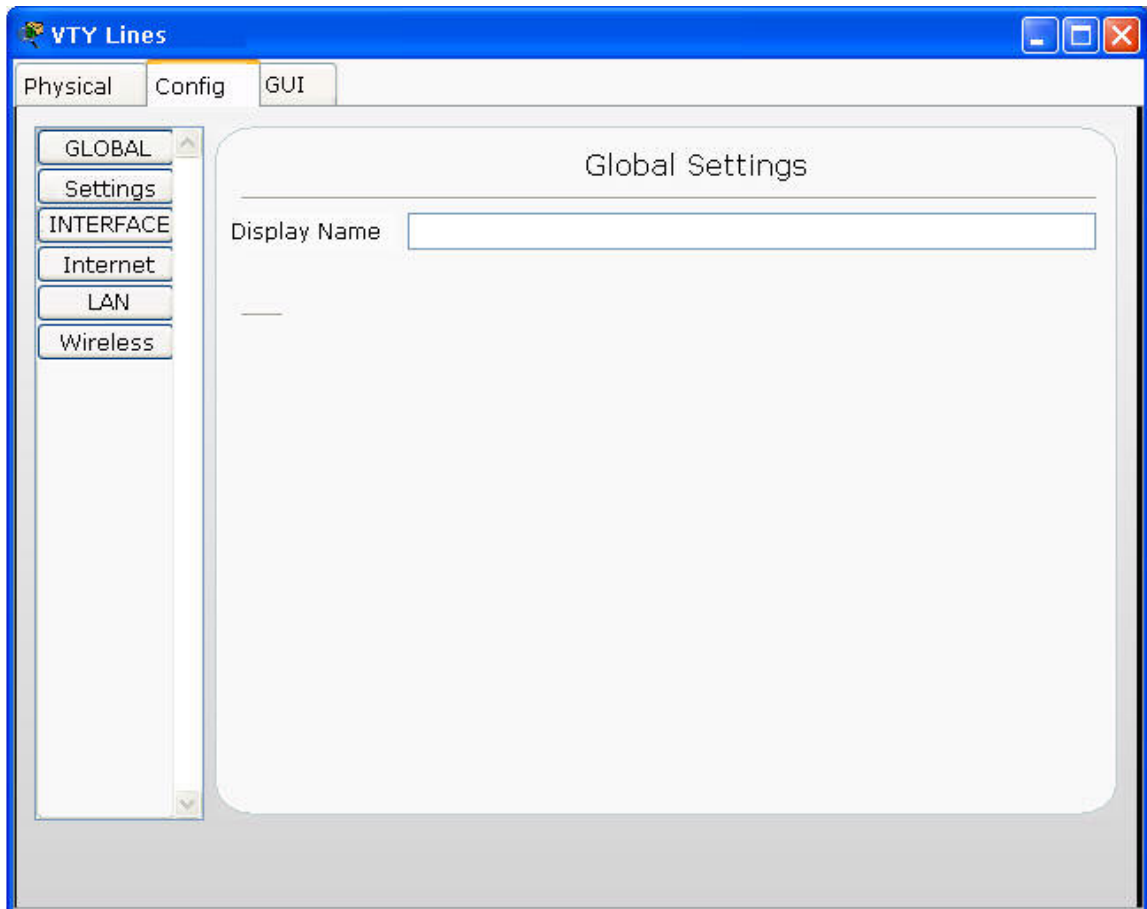 VTY Lines
Physical Config GUI
GLOBAL
Settings
INTERFACE
Internet
LAN
Wireless
Global Settings
Display Name